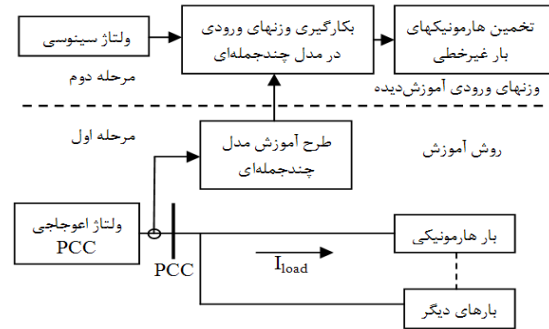 تخمین هارمونیکهای
بار غیرخطی
بکارگیری وزنهای ورودی
در مدل چندجمله‌ای
ولتاژ سینوسی
مرحله دوم
وزنهای ورودی آموزش‌دیده
مرحله اول
روش آموزش
طرح آموزش مدل
چندجمله‌ای
ولتاژ اعوجاجی
PCC
PCC
I_load
بار هارمونیکی
بارهای دیگر